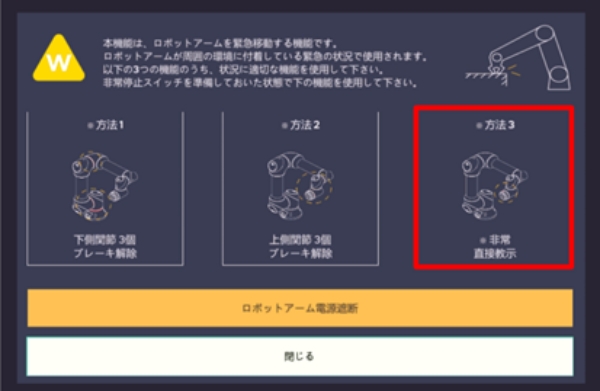 W
本機能は、ロボットアームを緊急移動する機能です。
ロボットアームが周囲の環境に付着している緊急の状況で使用されます。
以下の3つの機能のうち、状況に適切な機能を使用して下さい。
非常停止スイッチを準備しておいた状態で下の機能を使用して下さい。
※方法1
下側関節 3個
ブレーキ解除
※方法2
上側関節 3個
ブレーキ解除
※方法3
※非常
直接教示
ロボットアーム電源遮断
閉じる